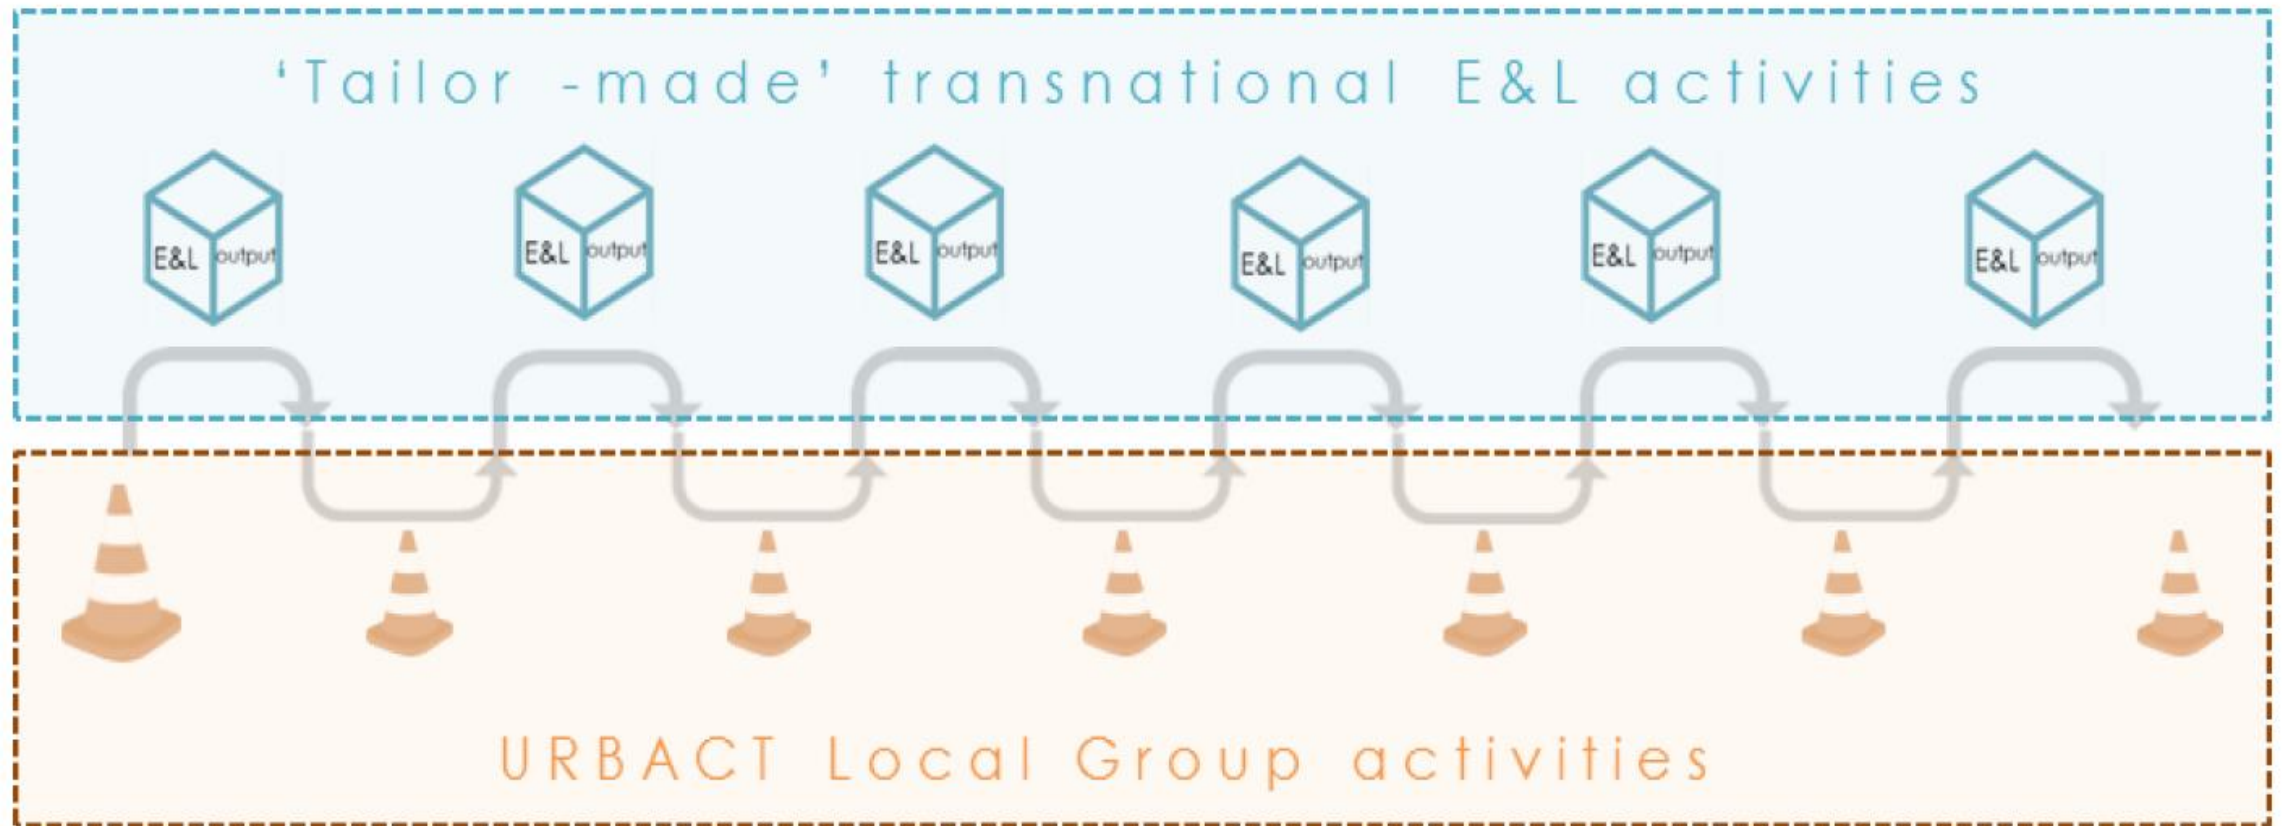 ‘Tailor -made’ transnational E&L activities
E&L output
E&L output
E&L output
E&L output
E&L output
E&L output
URBACT Local Group activities